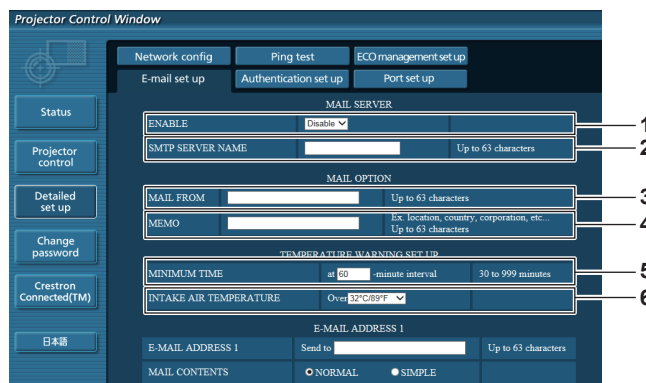 Projector Control Window
Network config Ping test ECO management set up
E-mail set up Authentication set up Port set up
Status
Projector control
Detailed set up
Change password
Crestron Connected(TM)
日本語
MAIL SERVER
ENABLE Disable 1
SMTP SERVER NAME Up to 63 characters 2
MAIL OPTION
MAIL FROM Up to 63 characters 3
MEMO Ex. location, country, corporation, etc... 4
Up to 63 characters
TEMPERATURE WARNING SET UP
MINIMUM TIME at 60 -minute interval 30 to 999 minutes 5
INTAKE AIR TEMPERATURE Over 32°C/89°F 6
E-MAIL ADDRESS 1
E-MAIL ADDRESS 1 Send to Up to 63 characters
MAIL CONTENTS NORMAL SIMPLE